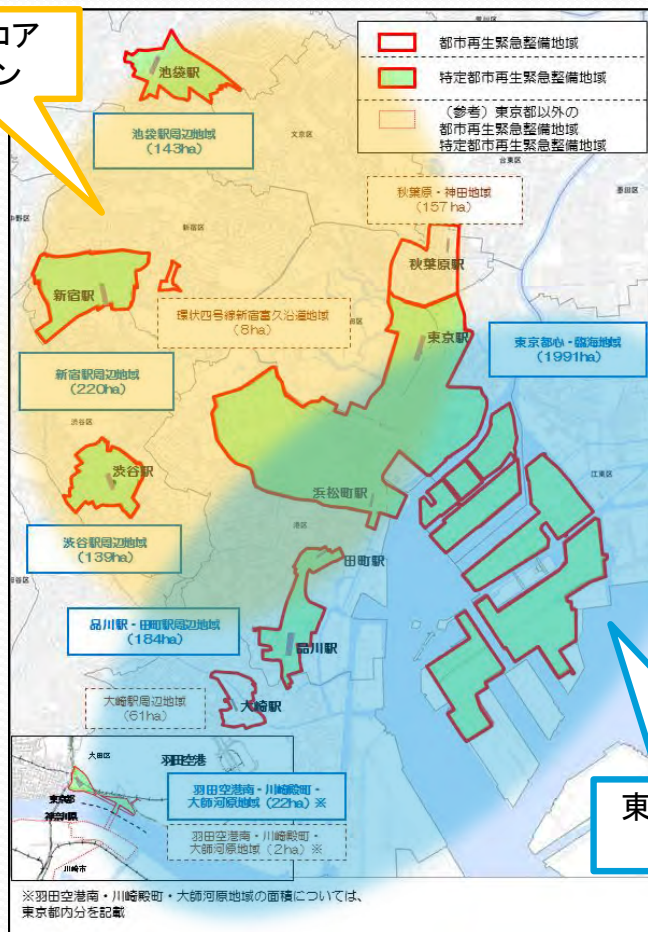 コア
ン
都市再生緊急整備地域
特定都市再生緊急整備地域
（参考）東京都以外の
都市再生緊急整備地域
特定都市再生緊急整備地域
池袋駅
池袋駅周辺地域
(143ha)
文京区
台東区
墨田区
中野区
新宿区
秋葉原・神田地域
(157ha)
秋葉原駅
新宿駅
環状四号線新宿富久沿道地域
(8ha)
東京駅
東京都心・臨海地域
(1991ha)
新宿駅周辺地域
(220ha)
渋谷区
渋谷駅
江東区
浜松町駅
港区
渋谷駅周辺地域
(139ha)
田町駅
品川駅・田町駅周辺地域
(184ha)
品川駅
大崎駅周辺地域
(61ha)
大崎駅
大田区
羽田空港
東京都
神奈川県
羽田空港南・川崎殿町・
大師河原地域 (22ha) ※
羽田空港南・川崎殿町・
大師河原地域 (2ha) ※
川崎市
東
※羽田空港南・川崎殿町・大師河原地域の面積については、
東京都内分を記載